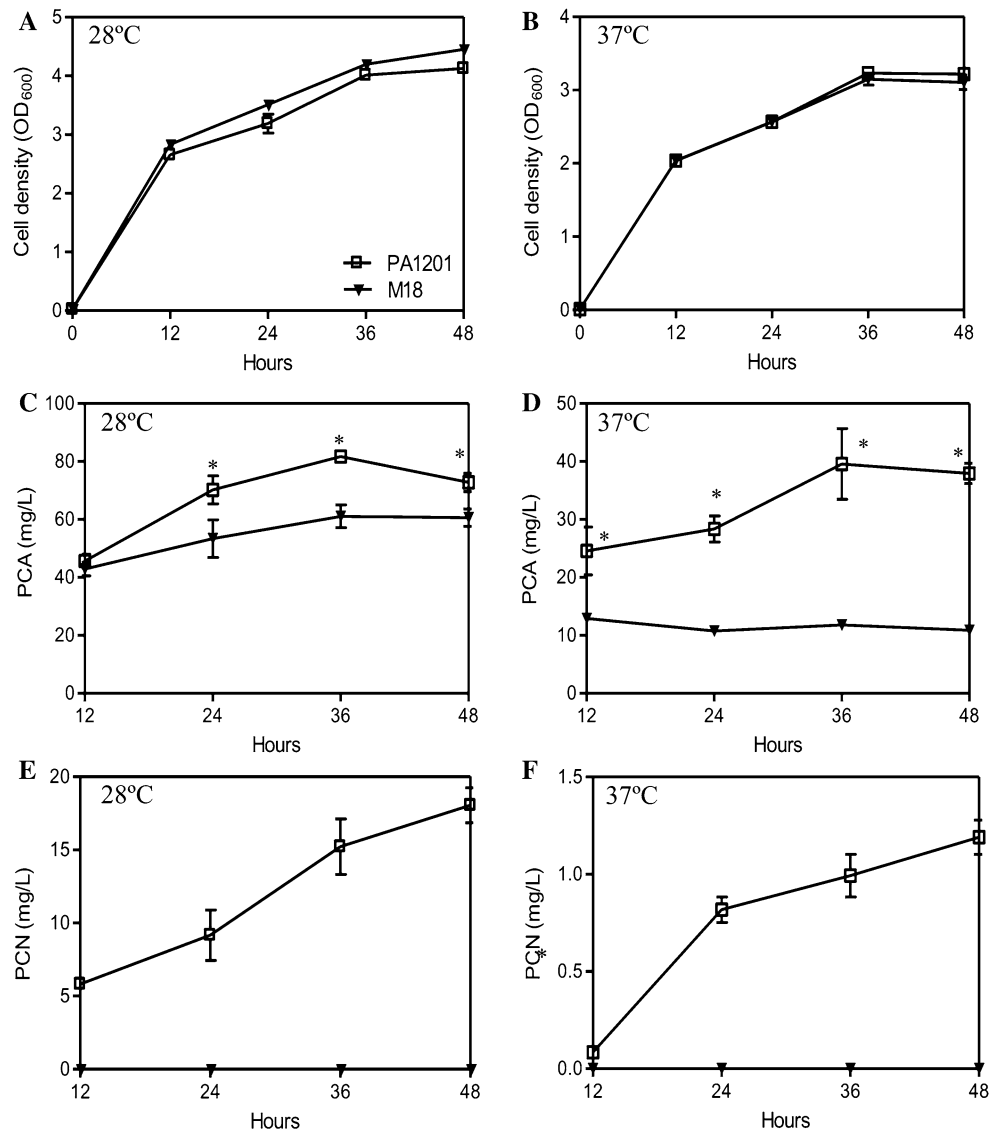 A 28ºC
5
4
3
2
1
0
Cell density (OD600)
0 12 24 36 48
Hours
PA1201
M18
B 37ºC
4
3
2
1
0
Cell density (OD600)
0 12 24 36 48
Hours
C 28ºC
100
80
60
40
20
0
PCA (mg/L)
* * *
12 24 36 48
Hours
D 37ºC
50
40
30
20
10
0
PCA (mg/L)
* * * *
12 24 36 48
Hours
E 28ºC
20
15
10
5
0
PCN (mg/L)
12 24 36 48
Hours
F 37ºC
1.5
1.0
0.5
0.0
PCN (mg/L)
*
12 24 36 48
Hours